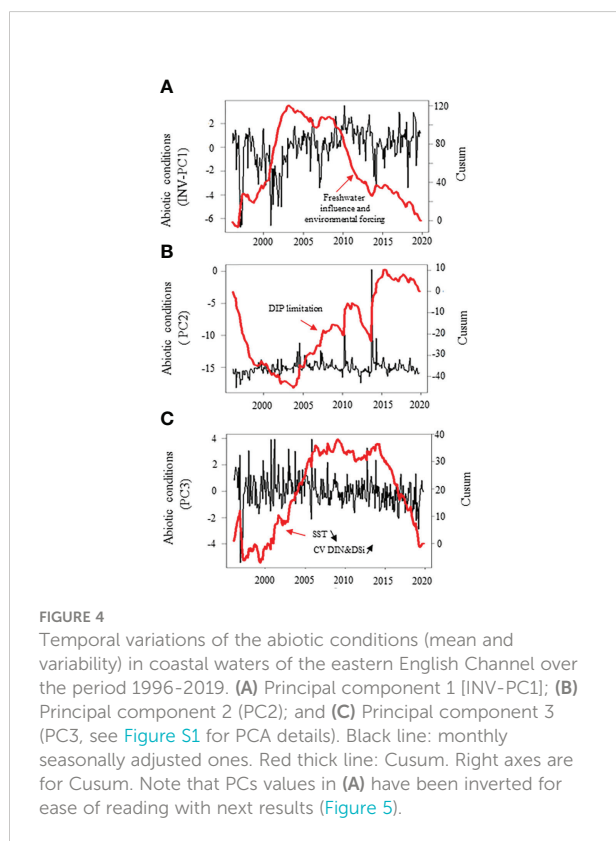 A
Abiotic conditions
(INV-PC1)
2
0
-2
-4
-6
120
80
40
0
Cusum
Freshwater
influence and
environmental forcing
2000
2005
2010
2015
2020
B
Abiotic conditions
( PC2)
0
-5
-10
-15
10
0
-20
-40
Cusum
DIP limitation
2000
2005
2010
2015
2020
C
Abiotic conditions
(PC3)
4
2
0
-2
-4
40
30
20
10
0
Cusum
SST
CV DIN&DSi
2000
2005
2010
2015
2020
FIGURE 4
Temporal variations of the abiotic conditions (mean and
variability) in coastal waters of the eastern English Channel over
the period 1996-2019. (A) Principal component 1 [INV-PC1]; (B)
Principal component 2 (PC2); and (C) Principal component 3
(PC3, see Figure S1 for PCA details). Black line: monthly
seasonally adjusted ones. Red thick line: Cusum. Right axes are
for Cusum. Note that PCs values in (A) have been inverted for
ease of reading with next results (Figure 5).